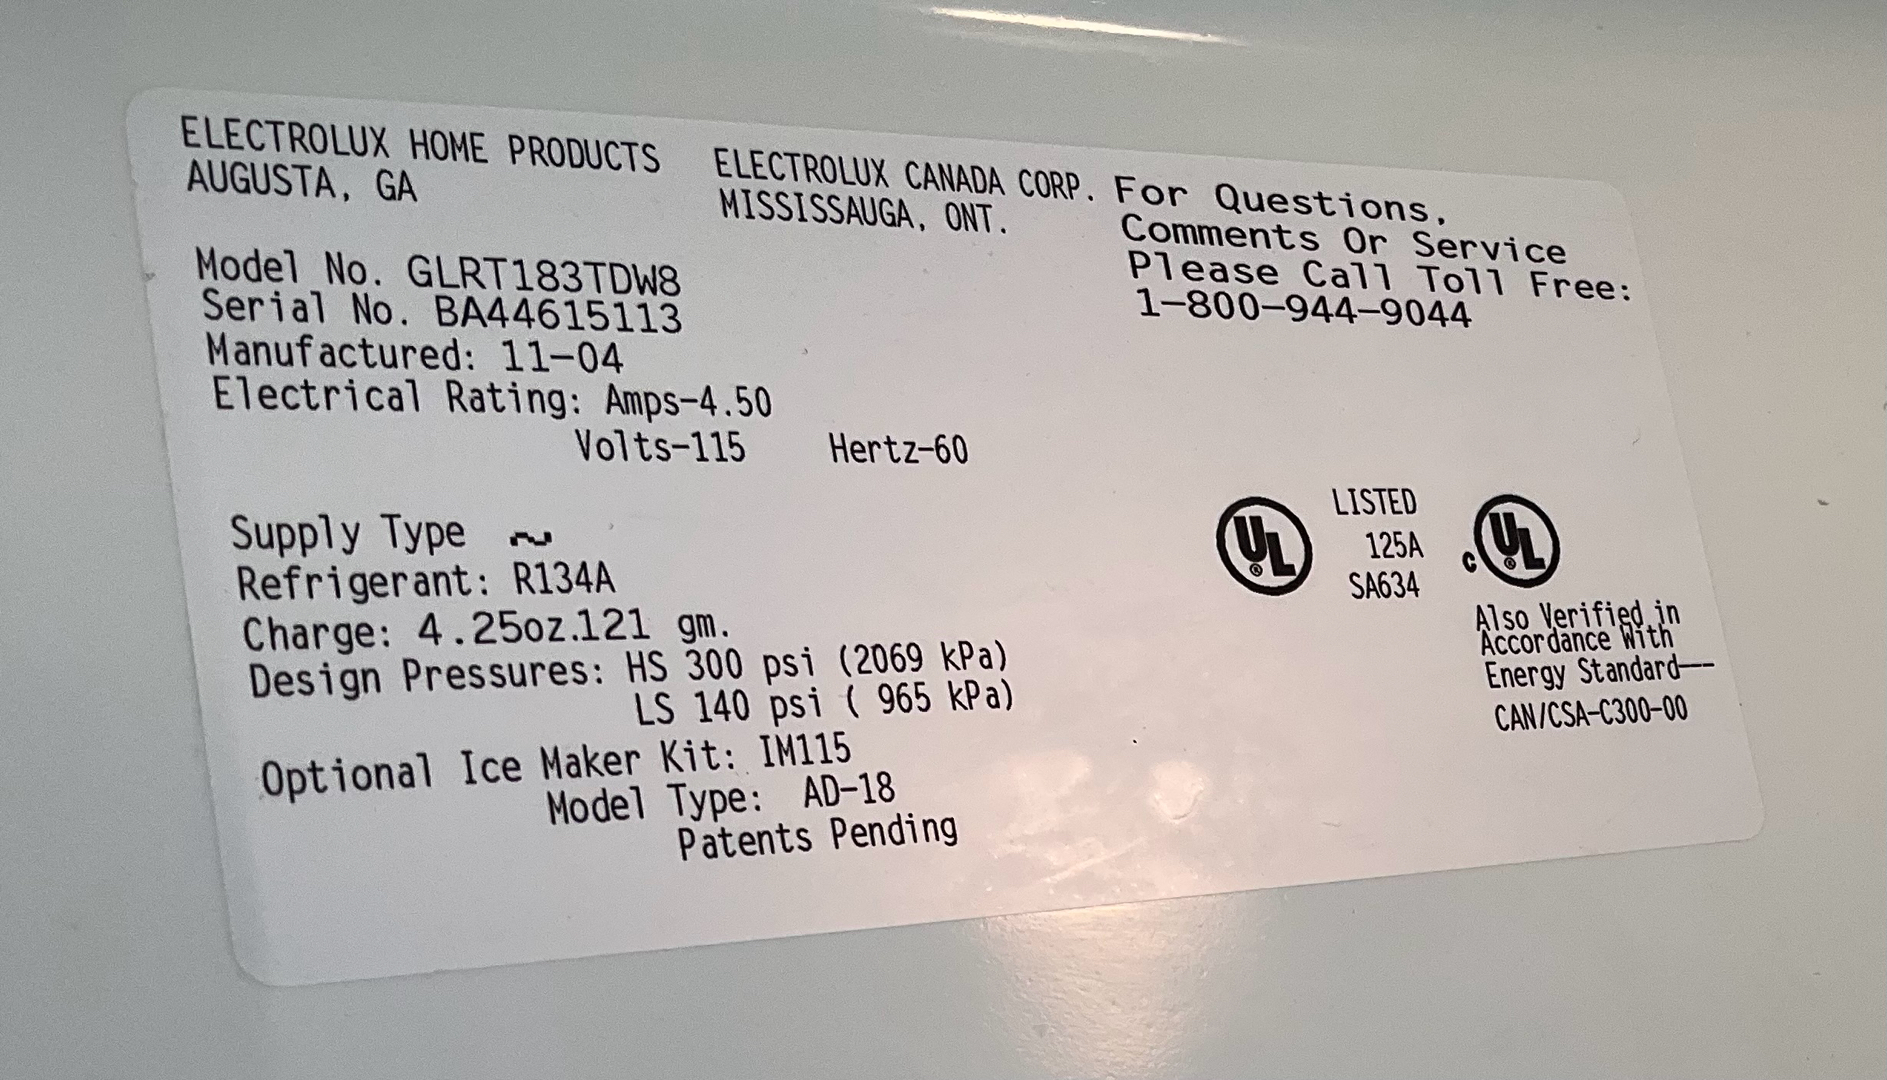 ELECTROLUX HOME PRODUCTS
AUGUSTA, GA
ELECTROLUX CANADA CORP.
MISSISSAUGA, ONT.
For Questions,
Comments Or Service
Please Call Toll Free:
1-800-944-9044
Model No. GLRT183TDW8
Serial No. BA44615113
Manufactured: 11-04
Electrical Rating: Amps-4.50
Volts-115 Hertz-60
Supply Type ~
Refrigerant: R134A
Charge: 4.25oz.121 gm.
Design Pressures: HS 300 psi (2069 kPa)
LS 140 psi ( 965 kPa)
Optional Ice Maker Kit: IM115
Model Type: AD-18
Patents Pending
UL®
LISTED
125A
SA634
c UL®
Also Verified in
Accordance With
Energy Standard--
CAN/CSA-C300-00